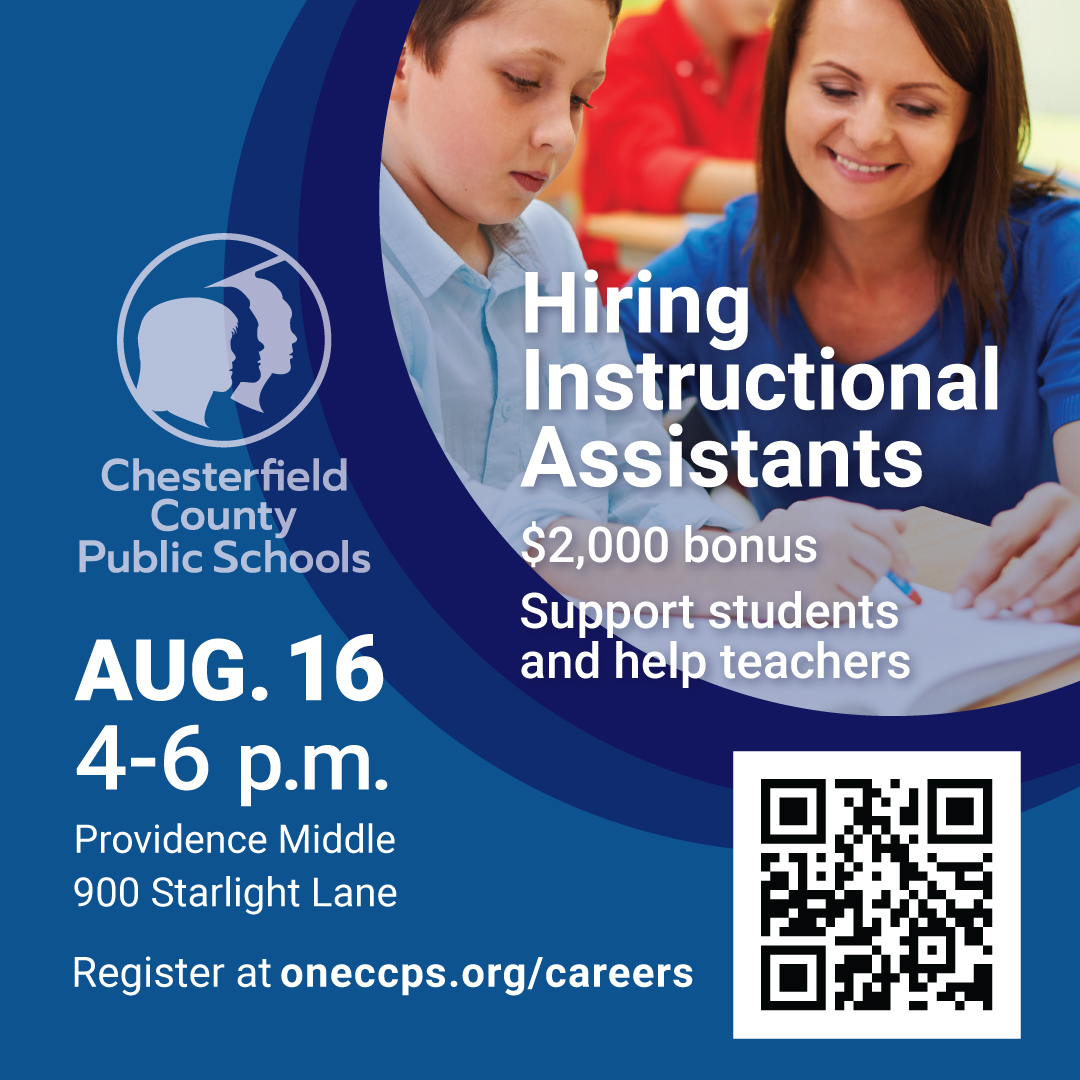 Hiring
Instructional
Assistants
$2,000 bonus
Support students
and help teachers
Chesterfield
County
Public Schools
AUG. 16
4-6 p.m.
Providence Middle
900 Starlight Lane
Register at oneccps.org/careers